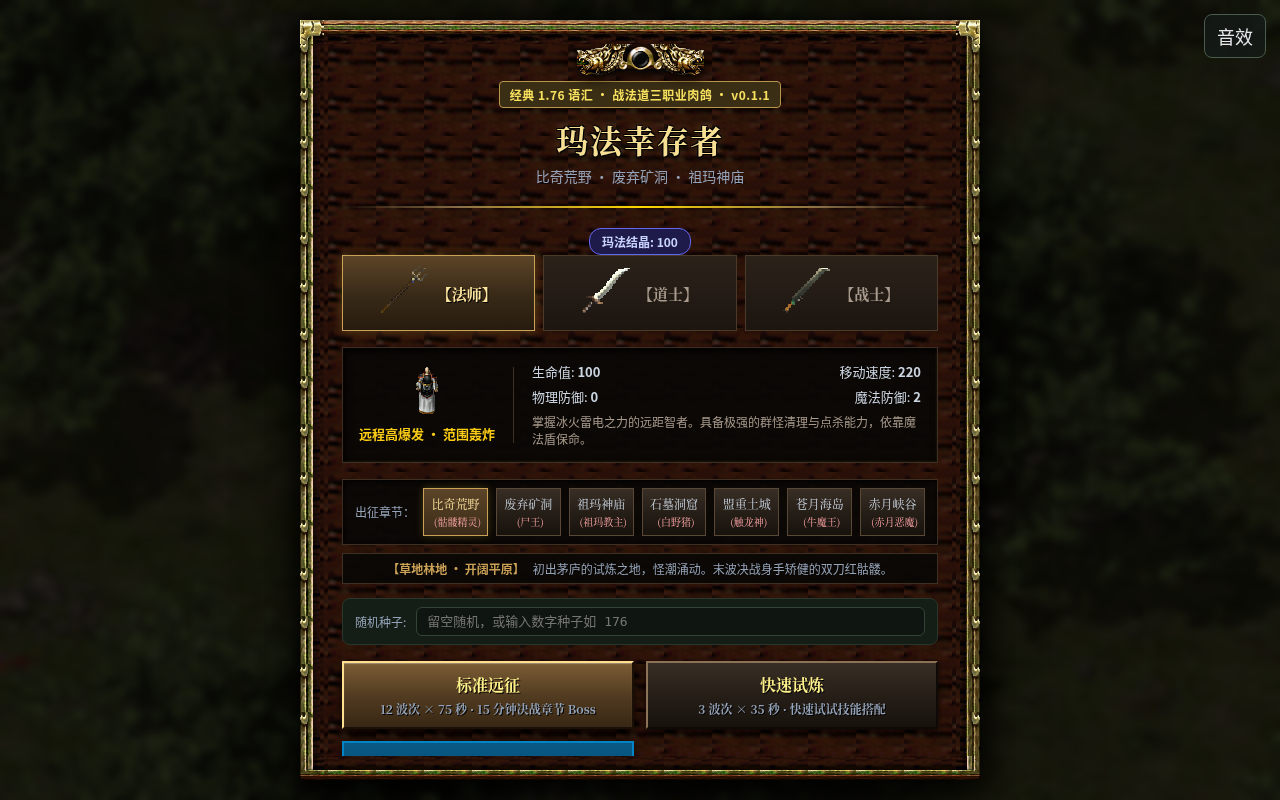 音效
经典 1.76 语汇 · 战法道三职业肉鸽 · v0.1.1
玛法幸存者
比奇荒野 · 废弃矿洞 · 祖玛神庙
玛法结晶: 100
【法师】 【道士】 【战士】
生命值: 100 移动速度: 220
物理防御: 0 魔法防御: 2
掌握冰火雷电之力的远距智者。具备极强的群怪清理与点杀能力，依靠魔
法盾保命。
远程高爆发 · 范围轰炸
出征章节:
比奇荒野 废弃矿洞 祖玛神庙 石墓洞窟 盟重土城 苍月海岛 赤月峡谷
(骷髅精灵) (尸王) (祖玛教主) (白野猪) (触龙神) (牛魔王) (赤月恶魔)
【草地林地 · 开阔平原】 初出茅庐的试炼之地，怪潮涌动。末波决战身手矫健的双刀红骷髅。
随机种子: 留空随机，或输入数字种子如 176
标准远征 快速试炼
12 波次 × 75 秒 · 15 分钟决战章节 Boss 3 波次 × 35 秒 · 快速试试技能搭配